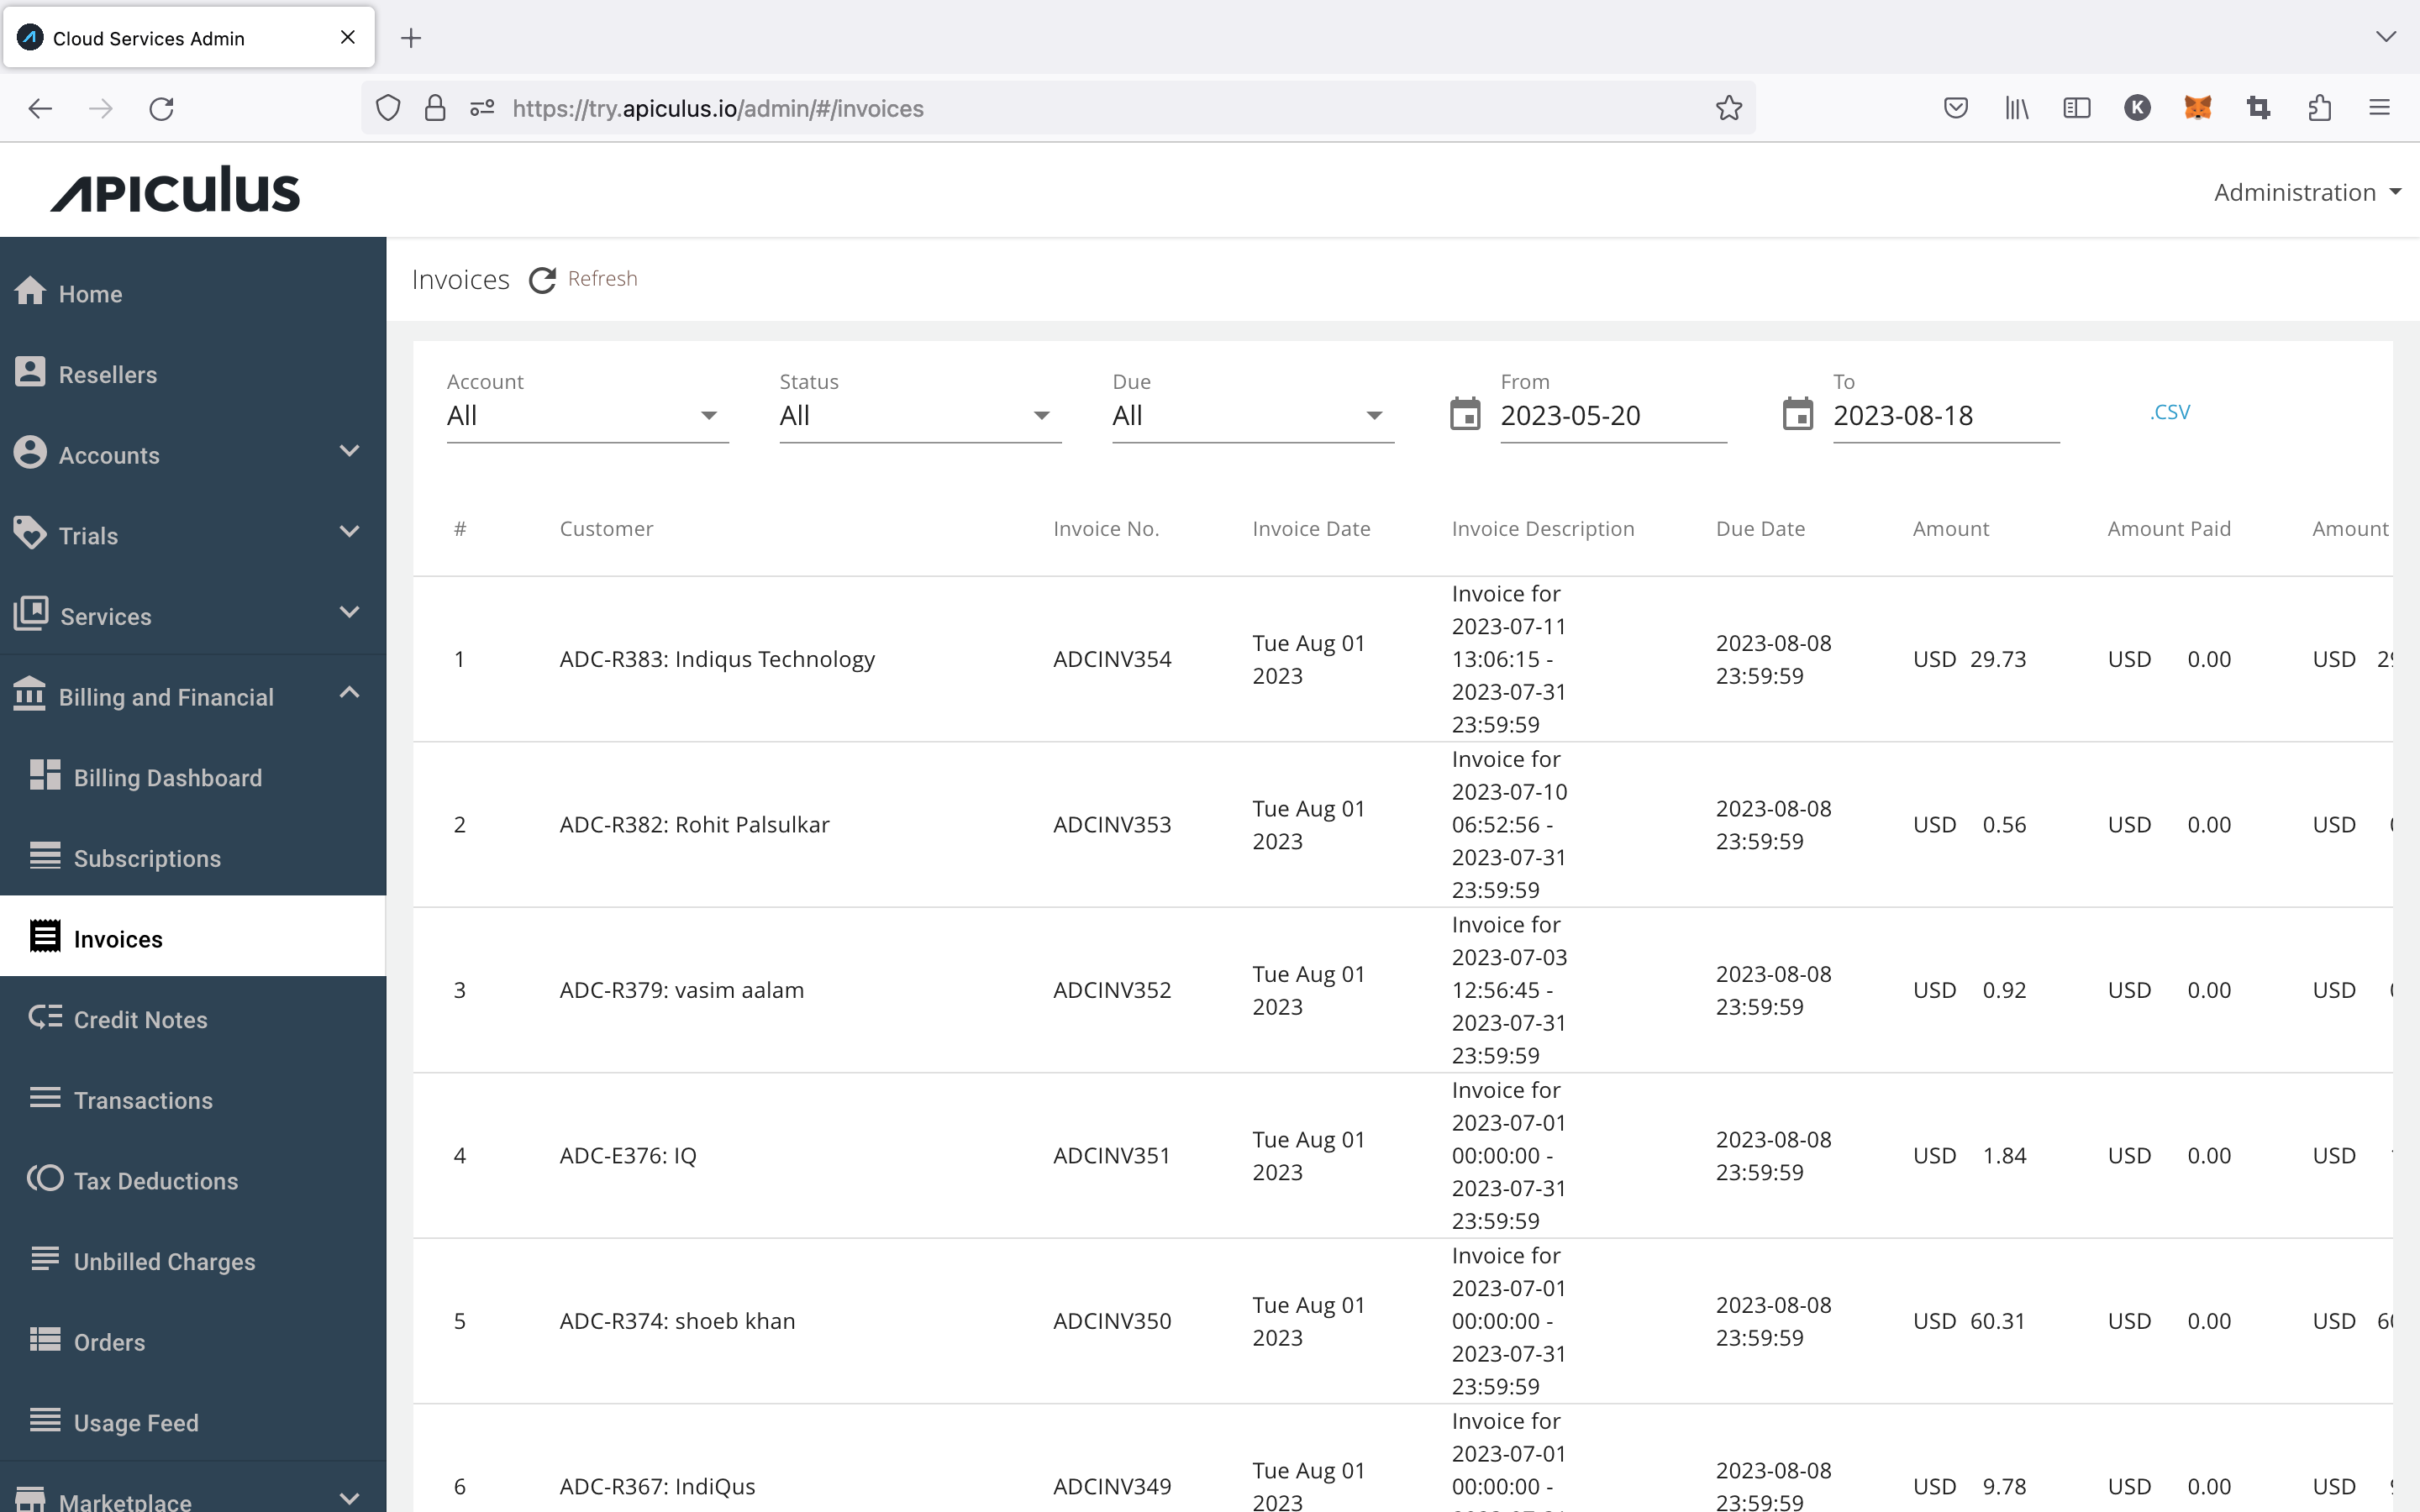 Cloud Services Admin
https://try.apiculus.io/admin/#/invoices
K
APICULUS
Administration
Home
Resellers
Accounts
Trials
Services
Billing and Financial
Billing Dashboard
Subscriptions
Invoices
Credit Notes
Transactions
Tax Deductions
Unbilled Charges
Orders
Usage Feed
Marketplace
Invoices Refresh
Account Status Due From To
All All All 2023-05-20 2023-08-18 .CSV
# Customer Invoice No. Invoice Date Invoice Description Due Date Amount Amount Paid Amount
1 ADC-R383: Indiqus Technology ADCINV354
Tue Aug 01
2023
Invoice for
2023-07-11
13:06:15 -
2023-07-31
23:59:59
2023-08-08
23:59:59
USD 29.73 USD 0.00 USD
2 ADC-R382: Rohit Palsulkar ADCINV353
Tue Aug 01
2023
Invoice for
2023-07-10
06:52:56 -
2023-07-31
23:59:59
2023-08-08
23:59:59
USD 0.56 USD 0.00 USD
3 ADC-R379: vasim aalam ADCINV352
Tue Aug 01
2023
Invoice for
2023-07-03
12:56:45 -
2023-07-31
23:59:59
2023-08-08
23:59:59
USD 0.92 USD 0.00 USD
4 ADC-E376: IQ ADCINV351
Tue Aug 01
2023
Invoice for
2023-07-01
00:00:00 -
2023-07-31
23:59:59
2023-08-08
23:59:59
USD 1.84 USD 0.00 USD
5 ADC-R374: shoeb khan ADCINV350
Tue Aug 01
2023
Invoice for
2023-07-01
00:00:00 -
2023-07-31
23:59:59
2023-08-08
23:59:59
USD 60.31 USD 0.00 USD
6 ADC-R367: IndiQus ADCINV349
Tue Aug 01
2023
Invoice for
2023-07-01
00:00:00 -
2023-08-08
23:59:59
USD 9.78 USD 0.00 USD